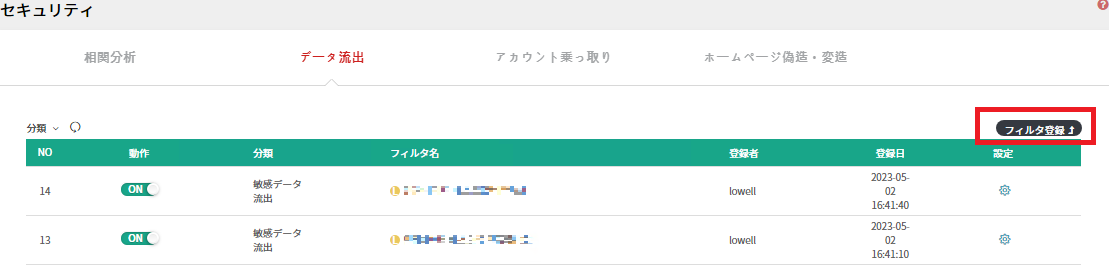 セキュリティ
?
相関分析 データ流出 アカウント乗っ取り ホームページ偽造・変造
分類
フィルタ登録
NO 動作 分類 フィルタ名 登録者 登録日 設定
14 ON 敏感データ流出 L lowell 2023-05-02 16:41:40
13 ON 敏感データ流出 L lowell 2023-05-02 16:41:10